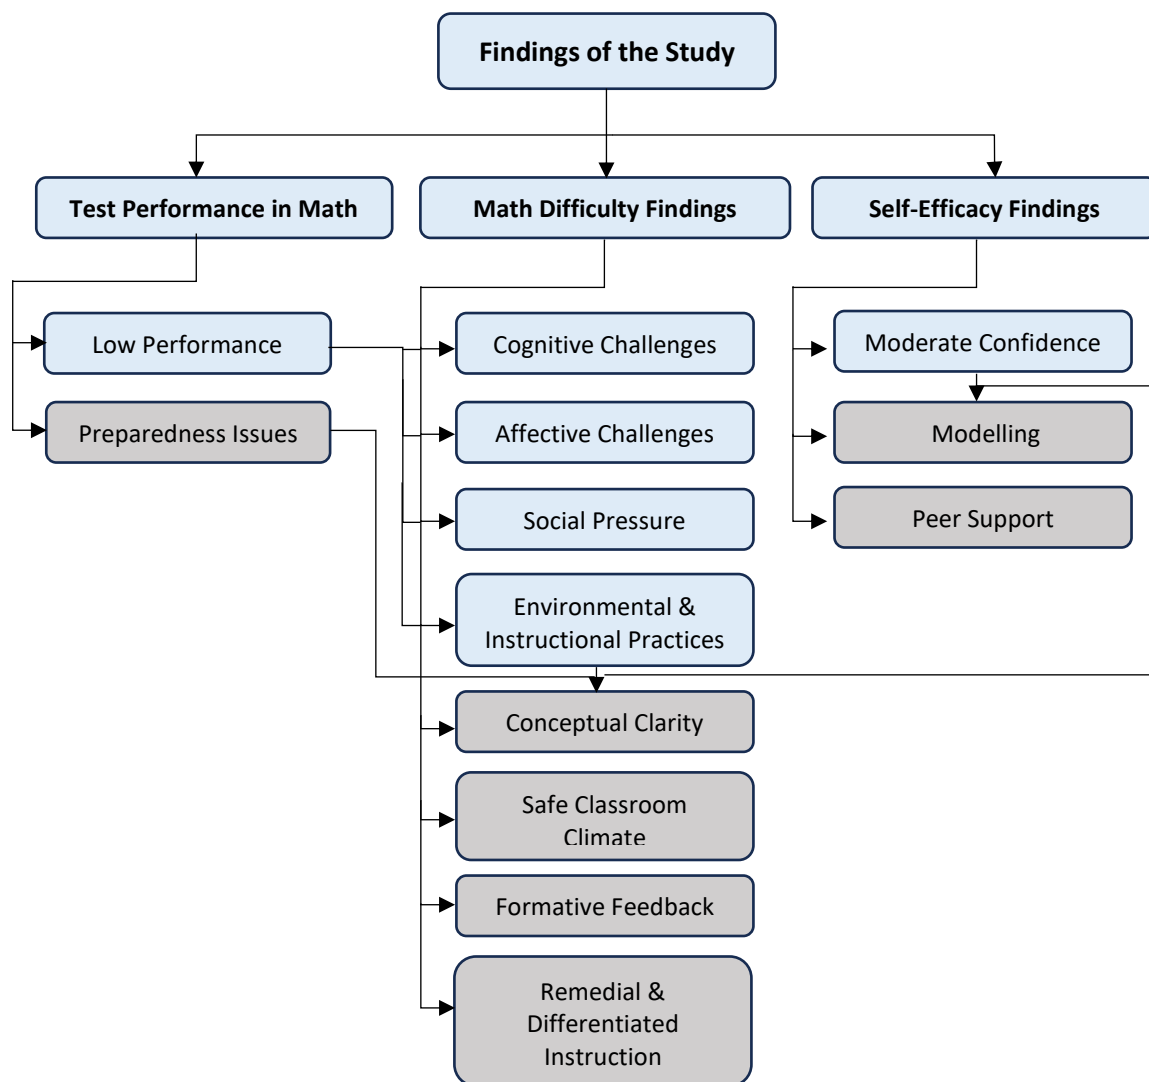 Findings of the Study
Test Performance in Math
Math Difficulty Findings
Self-Efficacy Findings
Low Performance
Preparedness Issues
Cognitive Challenges
Affective Challenges
Social Pressure
Environmental &
Instructional Practices
Conceptual Clarity
Safe Classroom
Climate
Formative Feedback
Remedial &
Differentiated
Instruction
Moderate Confidence
Modelling
Peer Support